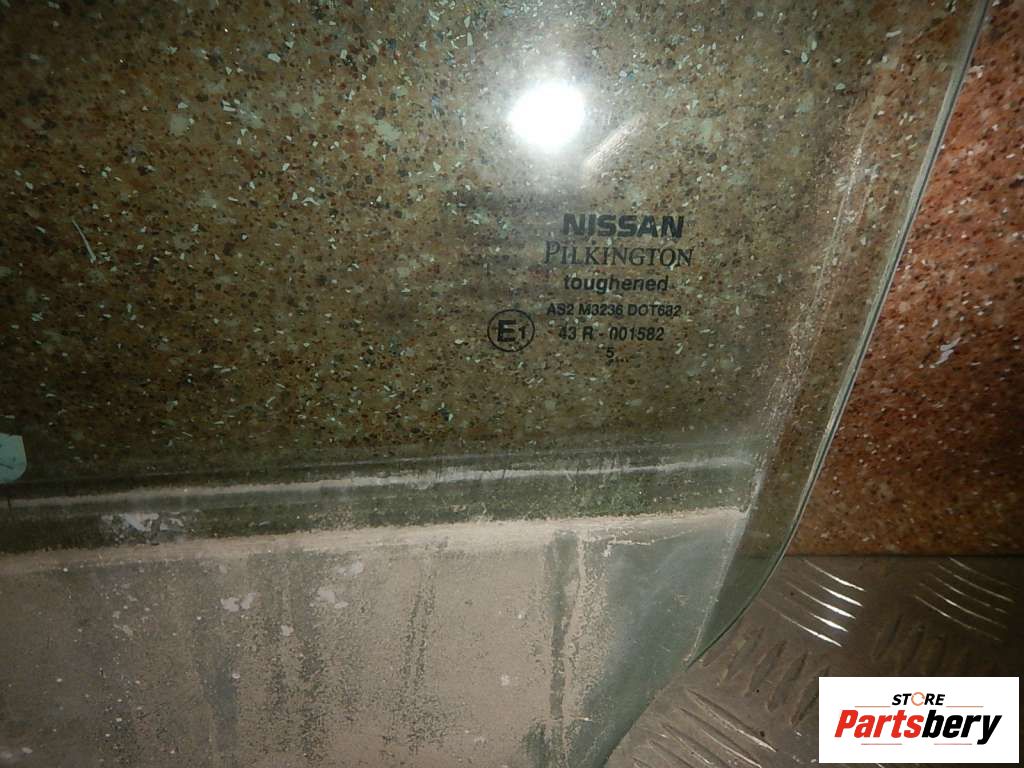 NISSAN
PILKINGTON
toughened
AS2 M3236 DOT682
E1 43 R - 001582
5...
STORE
Partsbery